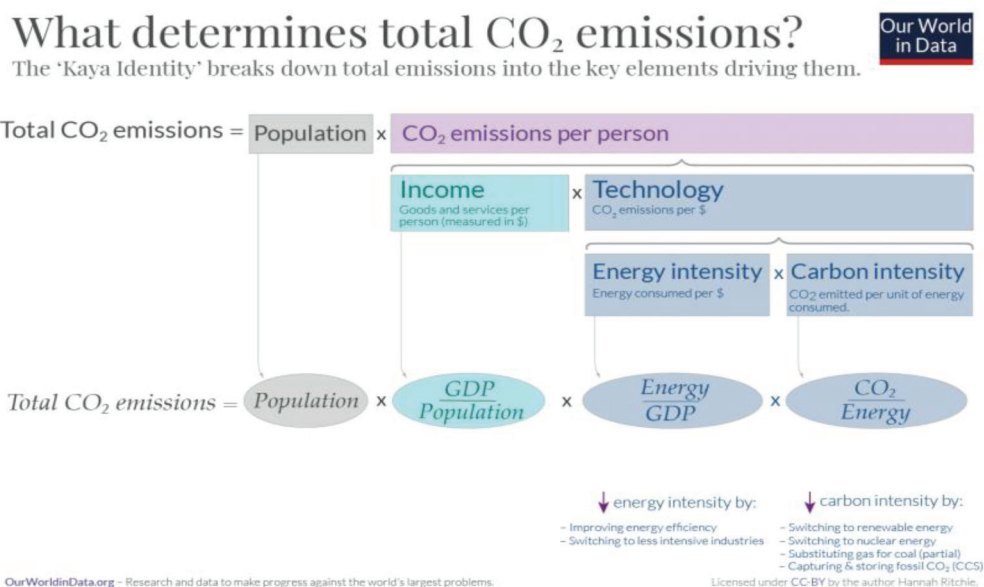 What determines total CO₂ emissions?
Our World
in Data
The ‘Kaya Identity’ breaks down total emissions into the key elements driving them.
Total CO₂ emissions = Population x CO₂ emissions per person
Income x Technology
Goods and services per
person (measured in $)
CO₂ emissions per $
Energy intensity x Carbon intensity
Energy consumed per $
CO2 emitted per unit of energy
consumed.
Total CO₂ emissions = Population x GDP/Population x Energy/GDP x CO₂/Energy
↓ energy intensity by:
– Improving energy efficiency
– Switching to less intensive industries
↓ carbon intensity by:
– Switching to renewable energy
– Switching to nuclear energy
– Substituting gas for coal (partial)
– Capturing & storing fossil CO₂ (CCS)
OurWorldinData.org – Research and data to make progress against the world's largest problems.
Licensed under CC-BY by the author Hannah Ritchie.